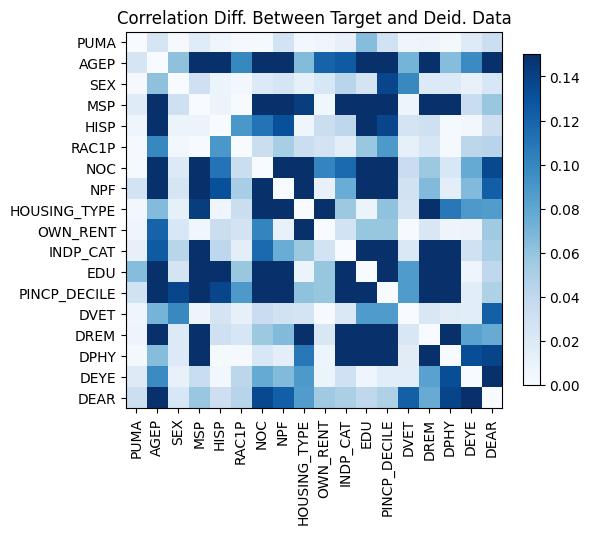 Correlation Diff. Between Target and Deid. Data
PUMA
AGEP
SEX
MSP
HISP
RAC1P
NOC
NPF
HOUSING_TYPE
OWN_RENT
INDP_CAT
EDU
PINCP_DECILE
DVET
DREM
DPHY
DEYE
DEAR
PUMA
AGEP
SEX
MSP
HISP
RAC1P
NOC
NPF
HOUSING_TYPE
OWN_RENT
INDP_CAT
EDU
PINCP_DECILE
DVET
DREM
DPHY
DEYE
DEAR
0.14
0.12
0.10
0.08
0.06
0.04
0.02
0.00